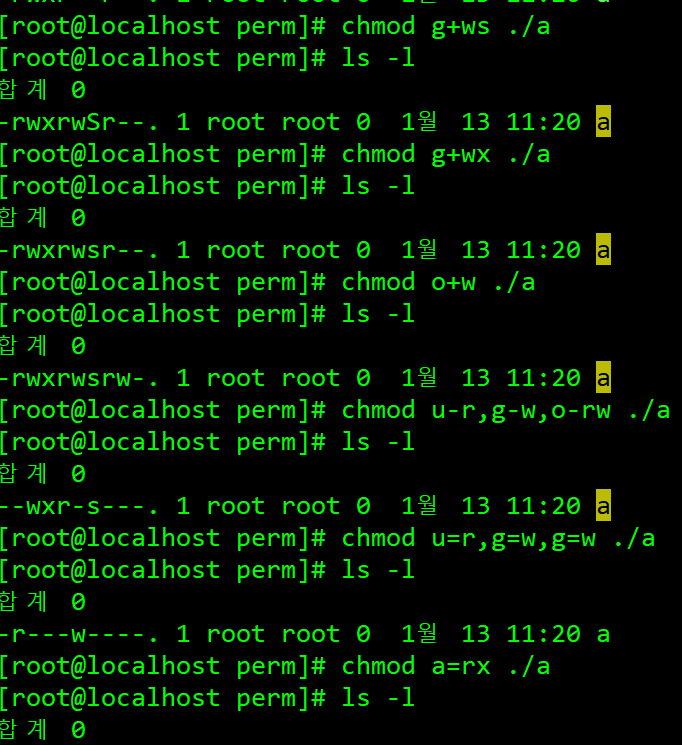 [root@localhost perm]# chmod g+ws ./a
[root@localhost perm]# ls -l
합계 0
-rwxrwSr--. 1 root root 0  1월  13 11:20 a
[root@localhost perm]# chmod g+wx ./a
[root@localhost perm]# ls -l
합계 0
-rwxrwsr--. 1 root root 0  1월  13 11:20 a
[root@localhost perm]# chmod o+w ./a
[root@localhost perm]# ls -l
합계 0
-rwxrwsrw-. 1 root root 0  1월  13 11:20 a
[root@localhost perm]# chmod u-r,g-w,o-rw ./a
[root@localhost perm]# ls -l
합계 0
--wxr-s---. 1 root root 0  1월  13 11:20 a
[root@localhost perm]# chmod u=r,g=w,g=w ./a
[root@localhost perm]# ls -l
합계 0
-r---w----. 1 root root 0  1월  13 11:20 a
[root@localhost perm]# chmod a=rx ./a
[root@localhost perm]# ls -l
합계 0